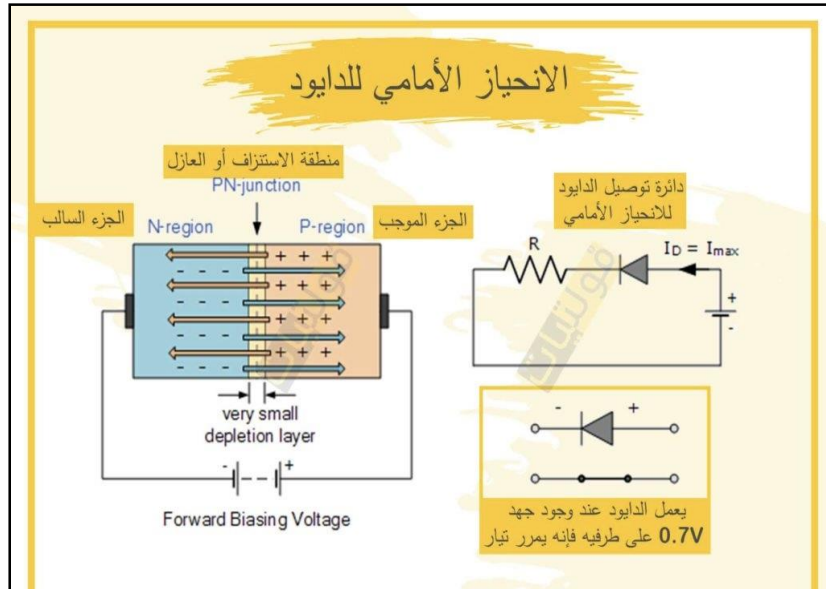 الانحياز الأمامي للدايود
منطقة الاستنزاف أو العازل
PN-junction
الجزء السالب
N-region
P-region
الجزء الموجب
+ + +
- - -
+ + +
- - -
+ + +
- - -
+ + +
- - -
very small
depletion layer
- +
Forward Biasing Voltage
دائرة توصيل الدايود
للانحياز الأمامي
R
ID = Imax
+
-
- +
يعمل الدايود عند وجود جهد
0.7V على طرفيه فإنه يمرر تيار
فولتيات
فولتيات